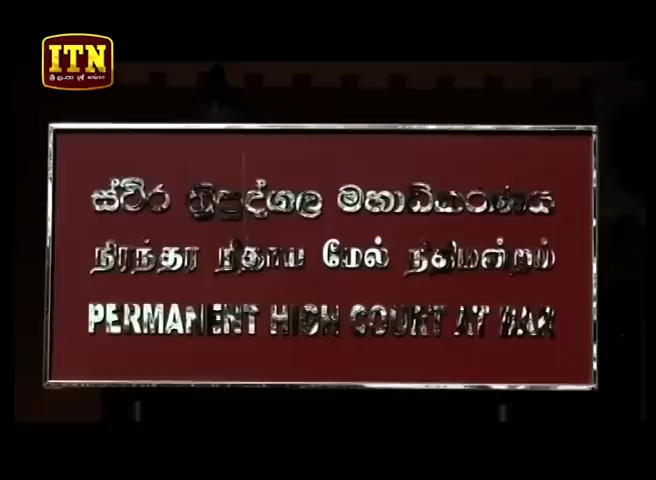 ITN
ස්ථිර ත්‍රිපුද්ගල මහාධිකරණය
நிரந்தர நீதாய மேல் நீதிமன்றம்
PERMANENT HIGH COURT AT BAR